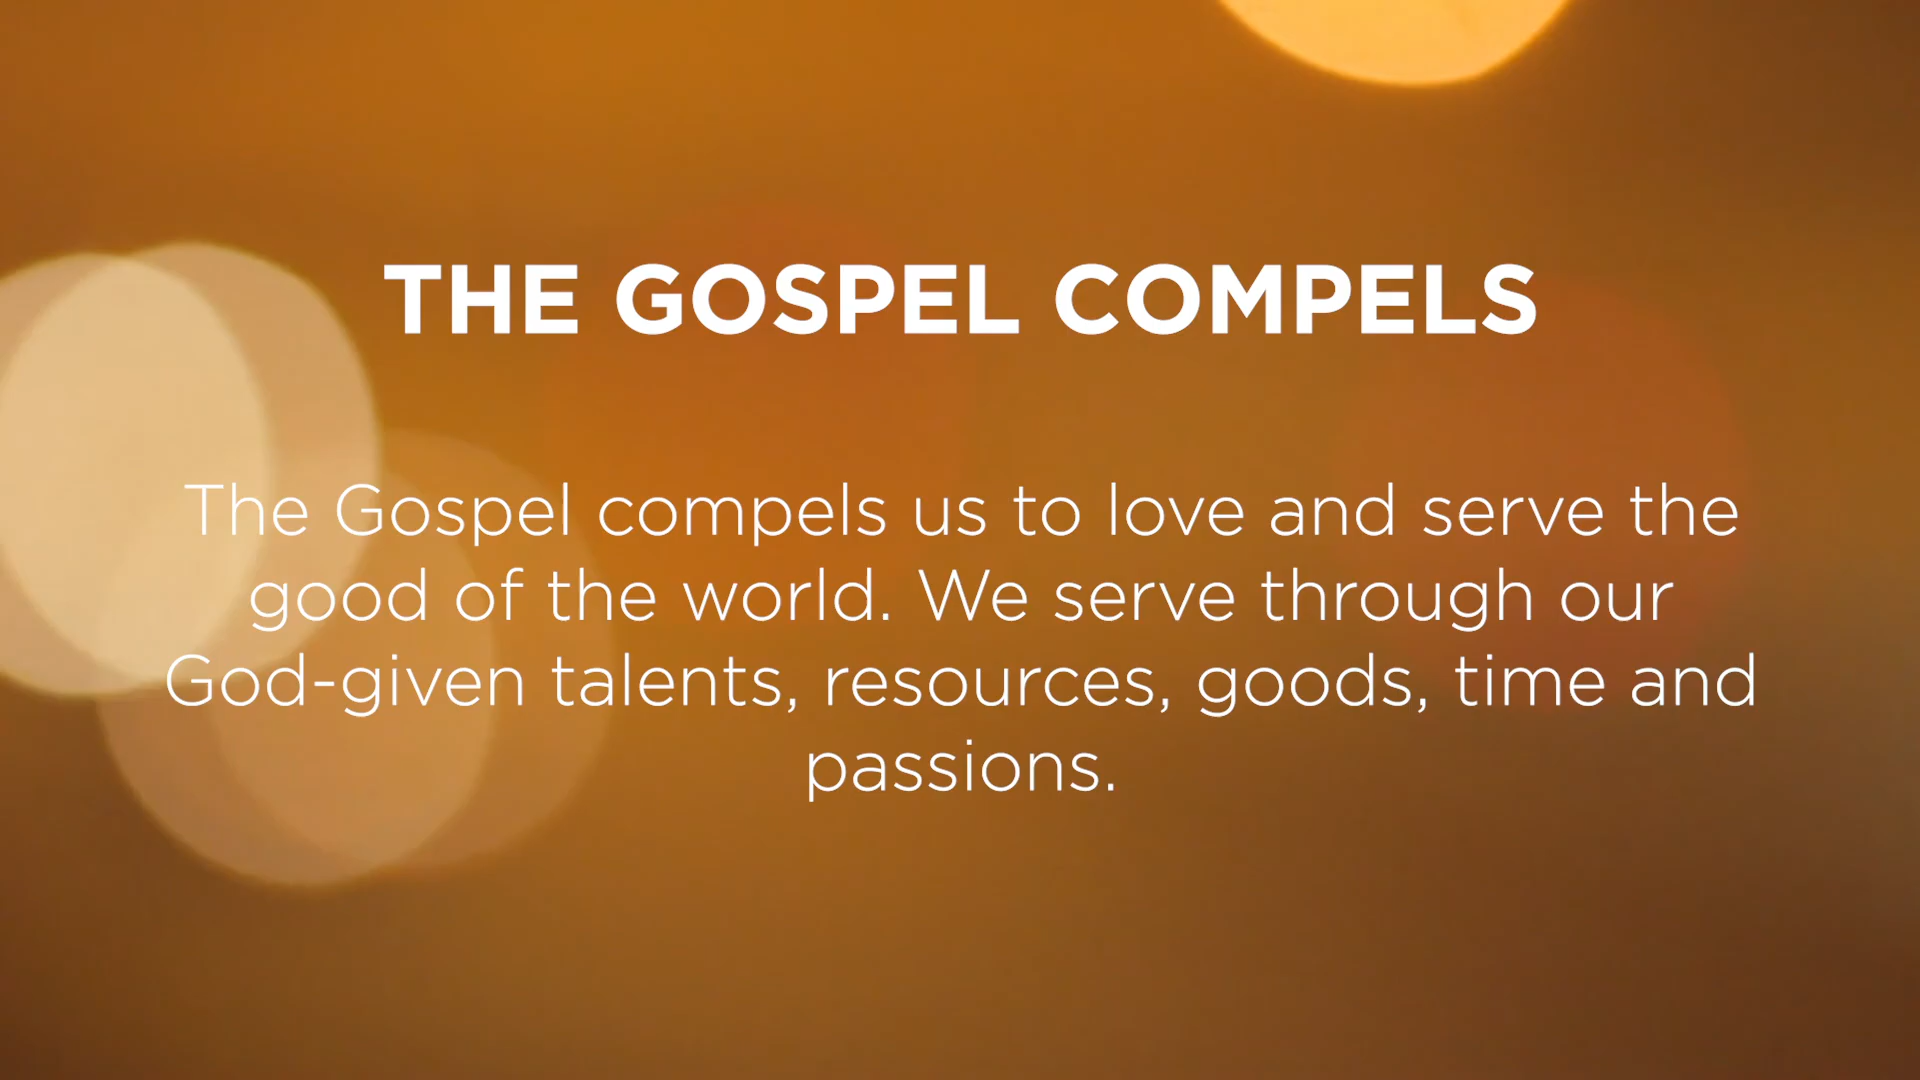 THE GOSPEL COMPELS
The Gospel compels us to love and serve the
good of the world. We serve through our
God-given talents, resources, goods, time and
passions.